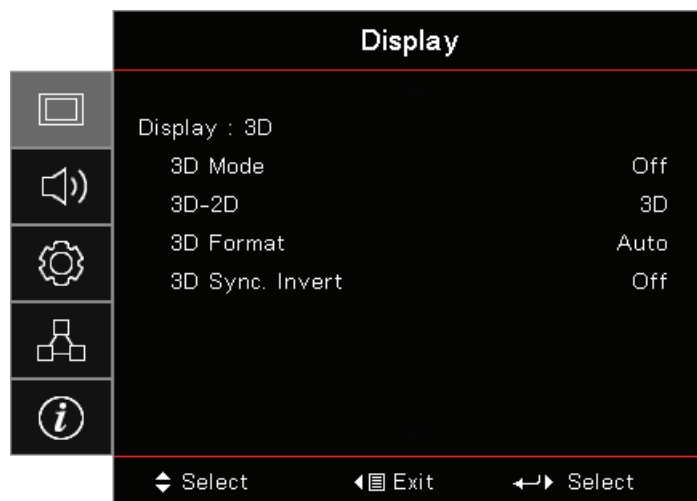 Display
Display : 3D
3D Mode Off
3D-2D 3D
3D Format Auto
3D Sync. Invert Off
Select Exit Select